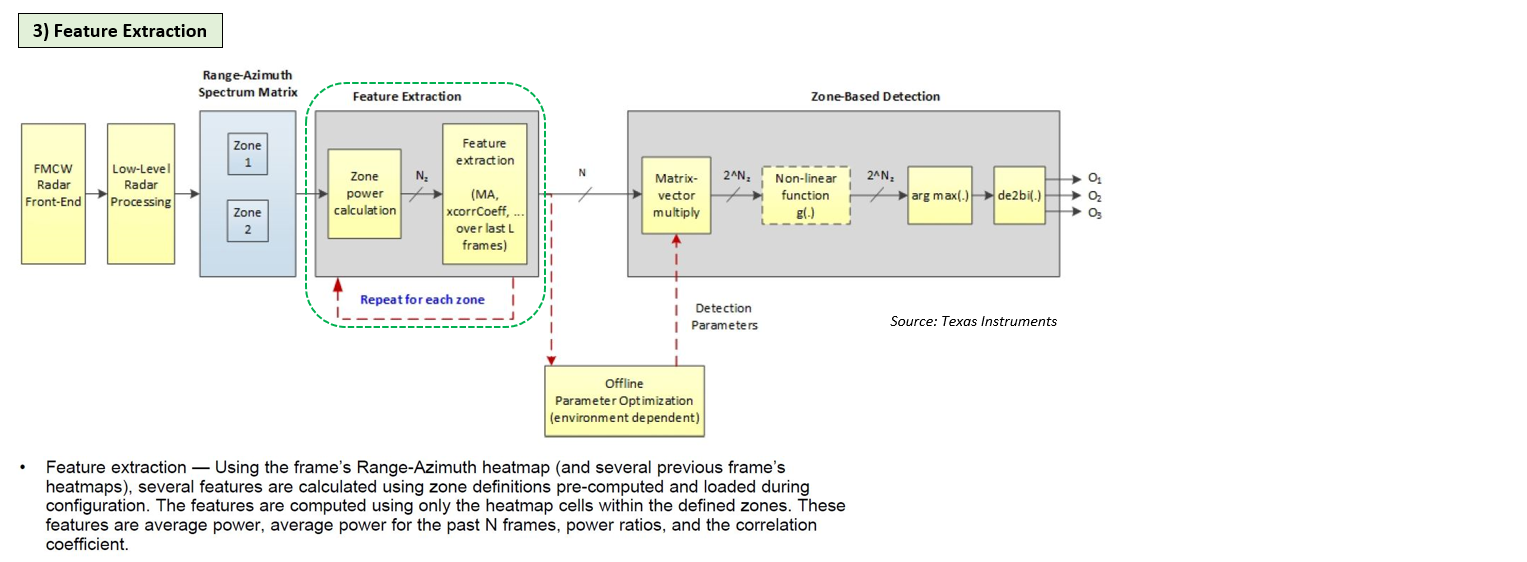 3) Feature Extraction
Range-Azimuth
Spectrum Matrix
Feature Extraction
Zone-Based Detection
FMCW
Radar
Front-End
Low-Level
Radar
Processing
Zone
1
Zone
2
Zone
power
calculation
N₂
Feature
extraction
(MA,
xcorrCoeff, ...
over last L
frames)
Repeat for each zone
N
Matrix-
vector
multiply
2^N₂
Non-linear
function
g(.)
2^N₂
arg max(.)
de2bi(.)
O₁
O₂
O₃
Detection
Parameters
Source: Texas Instruments
Offline
Parameter Optimization
(environment dependent)
• Feature extraction — Using the frame's Range-Azimuth heatmap (and several previous frame's
heatmaps), several features are calculated using zone definitions pre-computed and loaded during
configuration. The features are computed using only the heatmap cells within the defined zones. These
features are average power, average power for the past N frames, power ratios, and the correlation
coefficient.